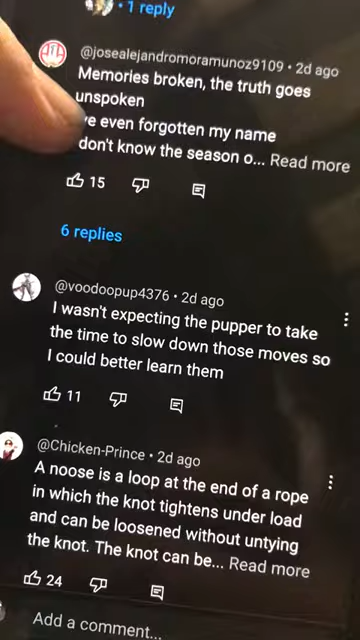 1 reply
@josealejandromoramunoz9109 • 2d ago
Memories broken, the truth goes
unspoken
ve even forgotten my name
don't know the season o... Read more
15
6 replies
@voodoopup4376 • 2d ago
I wasn't expecting the pupper to take
the time to slow down those moves so
I could better learn them
11
@Chicken-Prince • 2d ago
A noose is a loop at the end of a rope
in which the knot tightens under load
and can be loosened without untying
the knot. The knot can be... Read more
24
Add a comment...